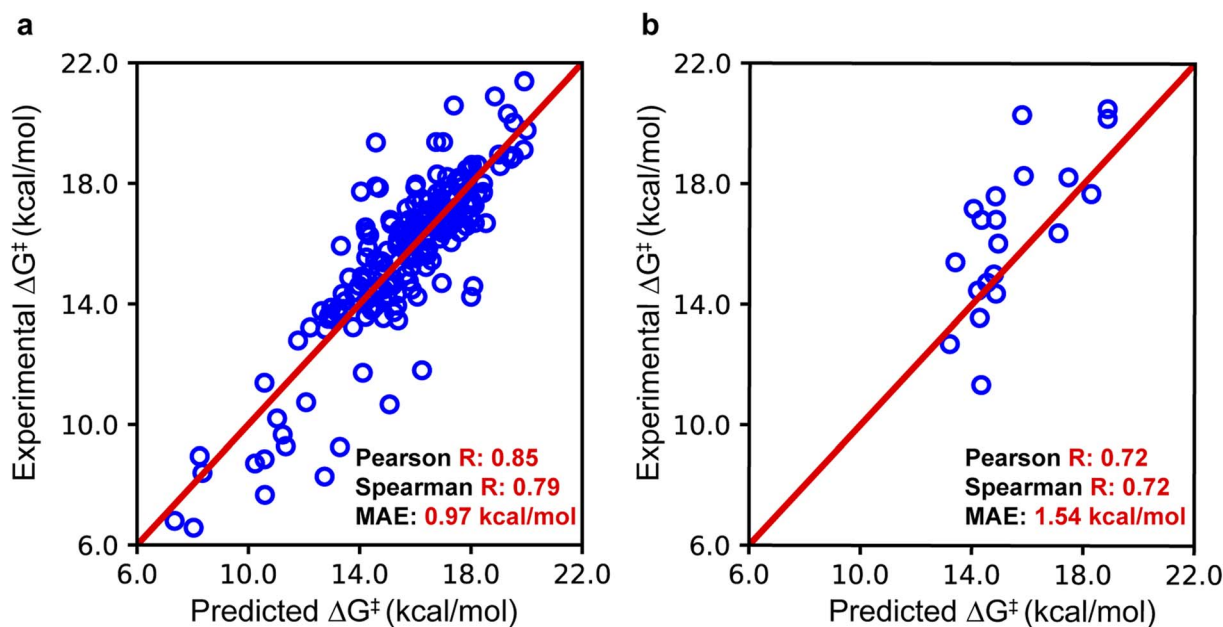 a
22.0
18.0
14.0
10.0
6.0
Experimental ΔG‡ (kcal/mol)
Pearson R: 0.85
Spearman R: 0.79
MAE: 0.97 kcal/mol
6.0 10.0 14.0 18.0 22.0
Predicted ΔG‡ (kcal/mol)
b
22.0
18.0
14.0
10.0
6.0
Experimental ΔG‡ (kcal/mol)
Pearson R: 0.72
Spearman R: 0.72
MAE: 1.54 kcal/mol
6.0 10.0 14.0 18.0 22.0
Predicted ΔG‡ (kcal/mol)